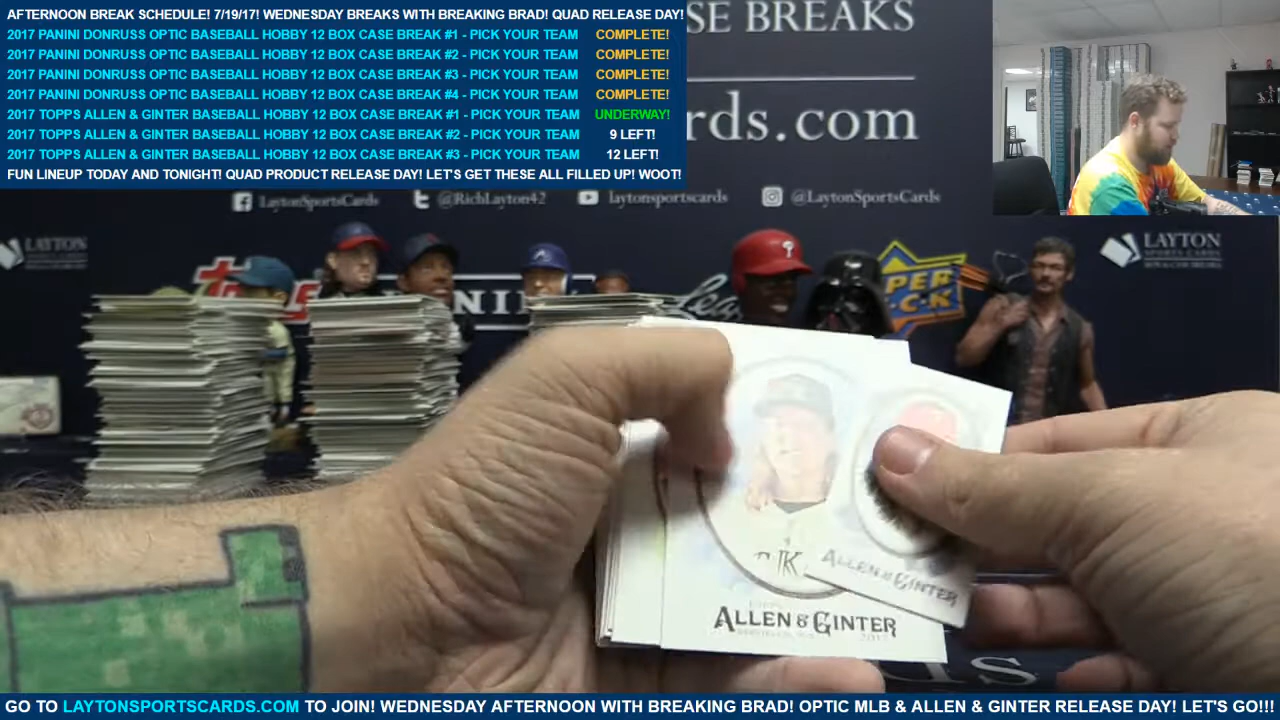 AFTERNOON BREAK SCHEDULE! 7/19/17! WEDNESDAY BREAKS WITH BREAKING BRAD! QUAD RELEASE DAY!
2017 PANINI DONRUSS OPTIC BASEBALL HOBBY 12 BOX CASE BREAK #1 - PICK YOUR TEAM COMPLETE!
2017 PANINI DONRUSS OPTIC BASEBALL HOBBY 12 BOX CASE BREAK #2 - PICK YOUR TEAM COMPLETE!
2017 PANINI DONRUSS OPTIC BASEBALL HOBBY 12 BOX CASE BREAK #3 - PICK YOUR TEAM COMPLETE!
2017 PANINI DONRUSS OPTIC BASEBALL HOBBY 12 BOX CASE BREAK #4 - PICK YOUR TEAM COMPLETE!
2017 TOPPS ALLEN & GINTER BASEBALL HOBBY 12 BOX CASE BREAK #1 - PICK YOUR TEAM UNDERWAY!
2017 TOPPS ALLEN & GINTER BASEBALL HOBBY 12 BOX CASE BREAK #2 - PICK YOUR TEAM 9 LEFT!
2017 TOPPS ALLEN & GINTER BASEBALL HOBBY 12 BOXCASE BREAK #3 - PICK YOUR TEAM 12 LEFT!
FUN LINEUP TODAY AND TONIGHT! QUAD PRODUCT RELEASE DAY! LET'S GET THESE ALL FILLED UP! WOOT!
SE BREAKS
rds.com
LaytonSportsCards @RichLayton42 laytonsportscards @LaytonSportsCards
LAYTON
LAYTON
SPORTS CARDS
PER
CK
ALLEN & GINTER
ALLEN & GINTER
GO TO LAYTONSPORTSCARDS.COM TO JOIN! WEDNESDAY AFTERNOON WITH BREAKING BRAD! OPTIC MLB & ALLEN & GINTER RELEASE DAY! LET'S GO!!!